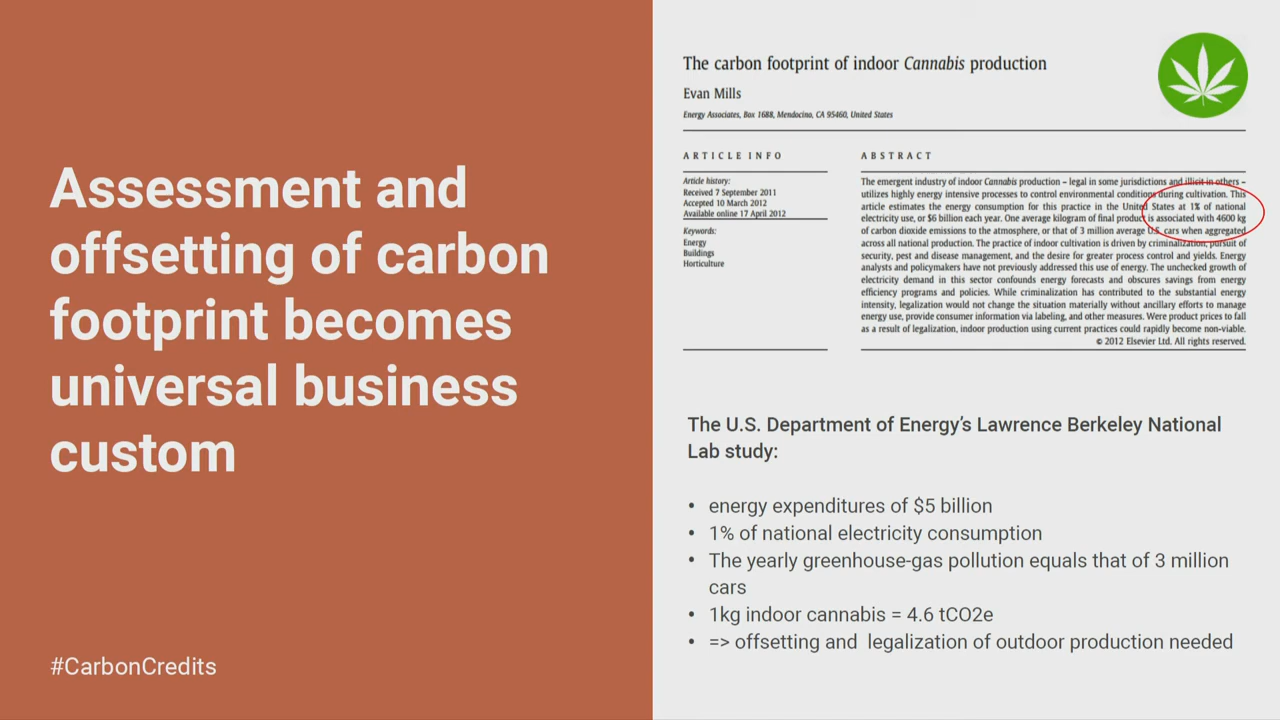 Assessment and
offsetting of carbon
footprint becomes
universal business
custom
#CarbonCredits
The carbon footprint of indoor Cannabis production
Evan Mills
Energy Associates, Box 1688, Mendocino, CA 95460, United States
ARTICLE INFO
Article history:
Received 7 September 2011
Accepted 10 March 2012
Available online 17 April 2012
Keywords:
Energy
Buildings
Horticulture
ABSTRACT
The emergent industry of indoor Cannabis production – legal in some jurisdictions and illicit in others –
utilizes highly energy intensive processes to control environmental conditions during cultivation. This
article estimates the energy consumption for this practice in the United States at 1% of national
electricity use, or $6 billion each year. One average kilogram of final product is associated with 4600 kg
of carbon dioxide emissions to the atmosphere, or that of 3 million average U.S. cars when aggregated
across all national production. The practice of indoor cultivation is driven by criminalization, pursuit of
security, pest and disease management, and the desire for greater process control and yields. Energy
analysts and policymakers have not previously addressed this use of energy. The unchecked growth of
electricity demand in this sector confounds energy forecasts and obscures savings from energy
efficiency programs and policies. While criminalization has contributed to the substantial energy
intensity, legalization would not change the situation materially without ancillary efforts to manage
energy use, provide consumer information via labeling, and other measures. Were product prices to fall
as a result of legalization, indoor production using current practices could rapidly become non-viable.
© 2012 Elsevier Ltd. All rights reserved.
The U.S. Department of Energy’s Lawrence Berkeley National
Lab study:
• energy expenditures of $5 billion
• 1% of national electricity consumption
• The yearly greenhouse-gas pollution equals that of 3 million
cars
• 1kg indoor cannabis = 4.6 tCO2e
• => offsetting and legalization of outdoor production needed